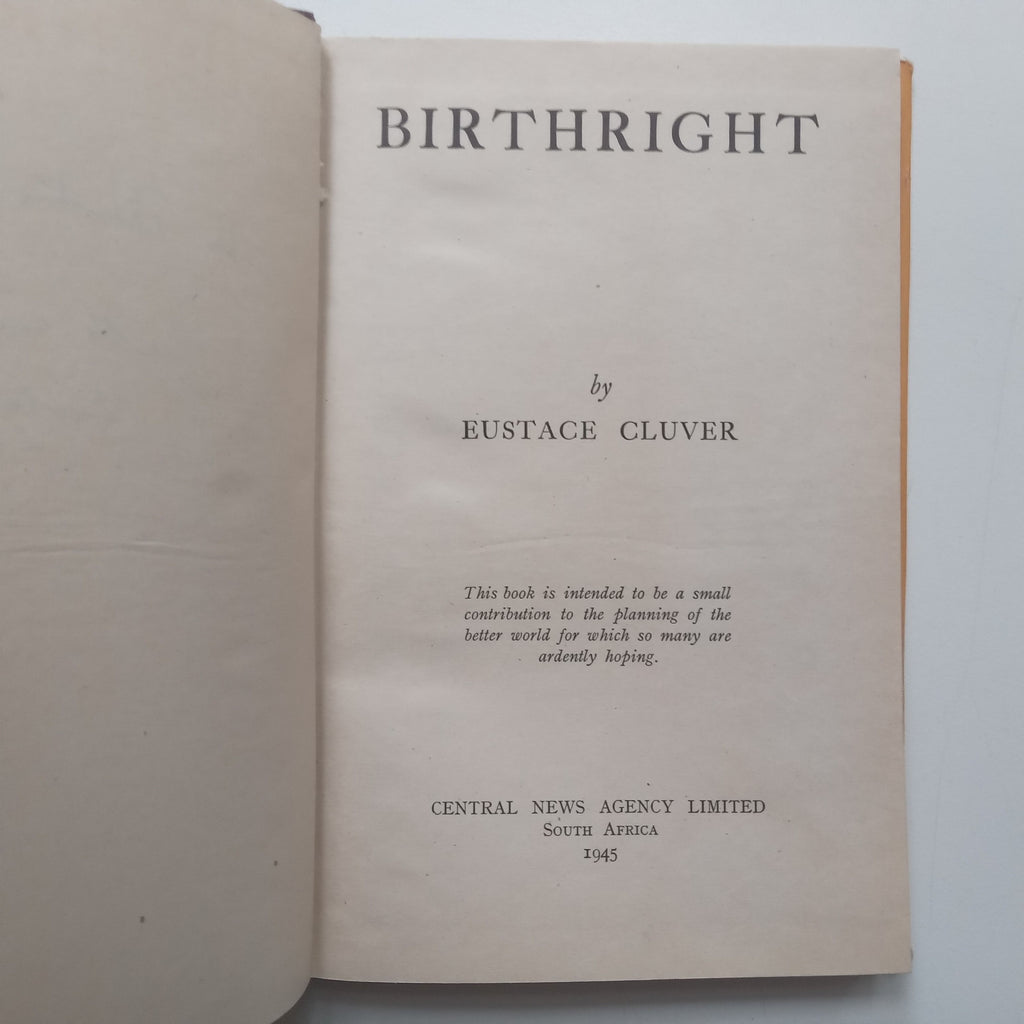 BIRTHRIGHT
by
EUSTACE CLUVER
This book is intended to be a small
contribution to the planning of the
better world for which so many are
ardently hoping.
CENTRAL NEWS AGENCY LIMITED
SOUTH AFRICA
1945